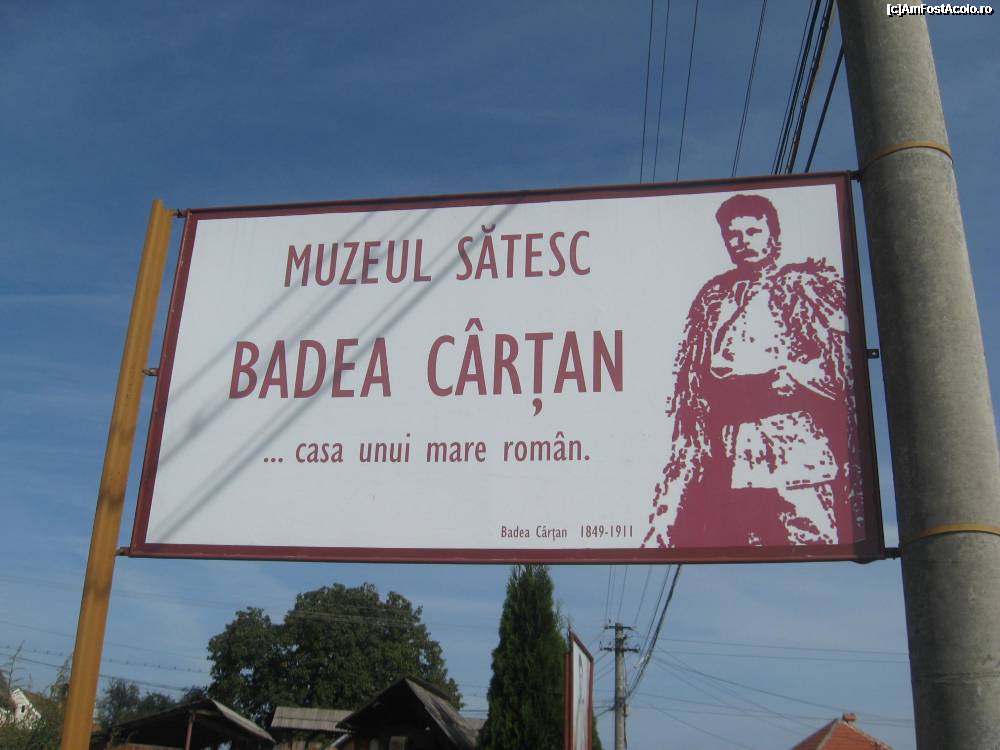 [c]AmFostAcolo.ro
MUZEUL SĂTESC
BADEA CÂRȚAN
... casa unui mare român.
Badea Cârțan 1849-1911